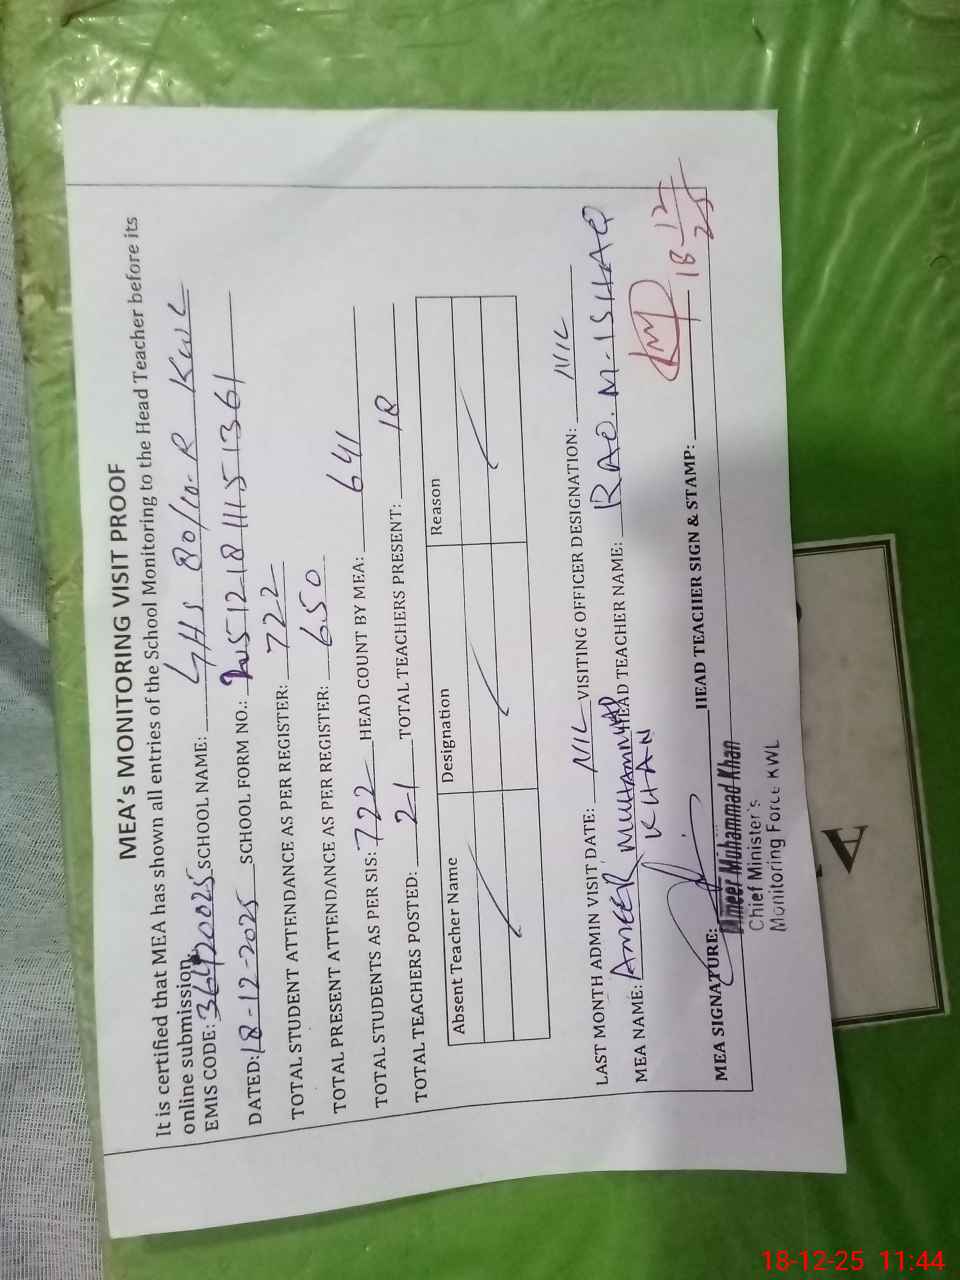 MEA's MONITORING VISIT PROOF
It is certified that MEA has shown all entries of the School Monitoring to the Head Teacher before its
online submission.
EMIS CODE: 36420025 SCHOOL NAME: GHS 80/10-R KWL
DATED: 18-12-2025 SCHOOL FORM NO.: 25121811151361
TOTAL STUDENT ATTENDANCE AS PER REGISTER: 722
TOTAL PRESENT ATTENDANCE AS PER REGISTER: 650
TOTAL STUDENTS AS PER SIS: 722 HEAD COUNT BY MEA: 641
TOTAL TEACHERS POSTED: 21 TOTAL TEACHERS PRESENT: 18
Absent Teacher Name Designation Reason
LAST MONTH ADMIN VISIT DATE: NIL VISITING OFFICER DESIGNATION: NIL
MEA NAME: AMEER MUHAMMAD KHAN HEAD TEACHER NAME: RAO. M-ISHAQ
MEA SIGNATURE: HEAD TEACHER SIGN & STAMP: 18-12
25
Ameer Muhammad Khan
Chief Minister's
Monitoring Force KWL
A
18-12-25 11:44